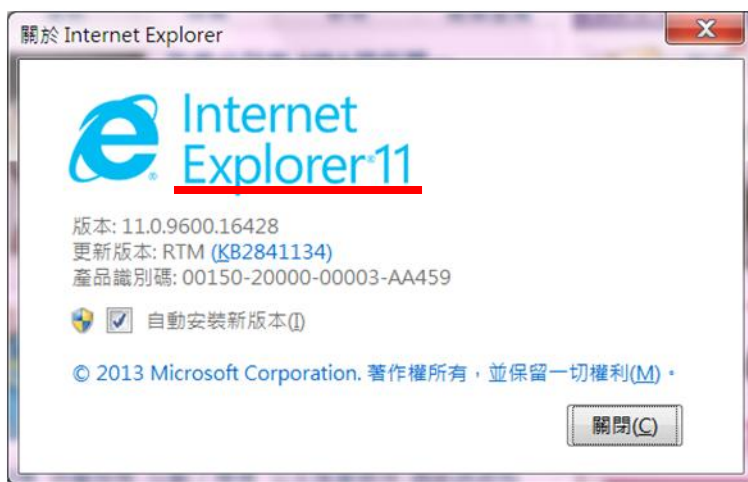 關於 Internet Explorer
Internet
Explorer®11
版本: 11.0.9600.16428
更新版本: RTM (KB2841134)
產品識別碼: 00150-20000-00003-AA459
自動安裝新版本(I)
© 2013 Microsoft Corporation. 著作權所有，並保留一切權利(M)。
關閉(C)